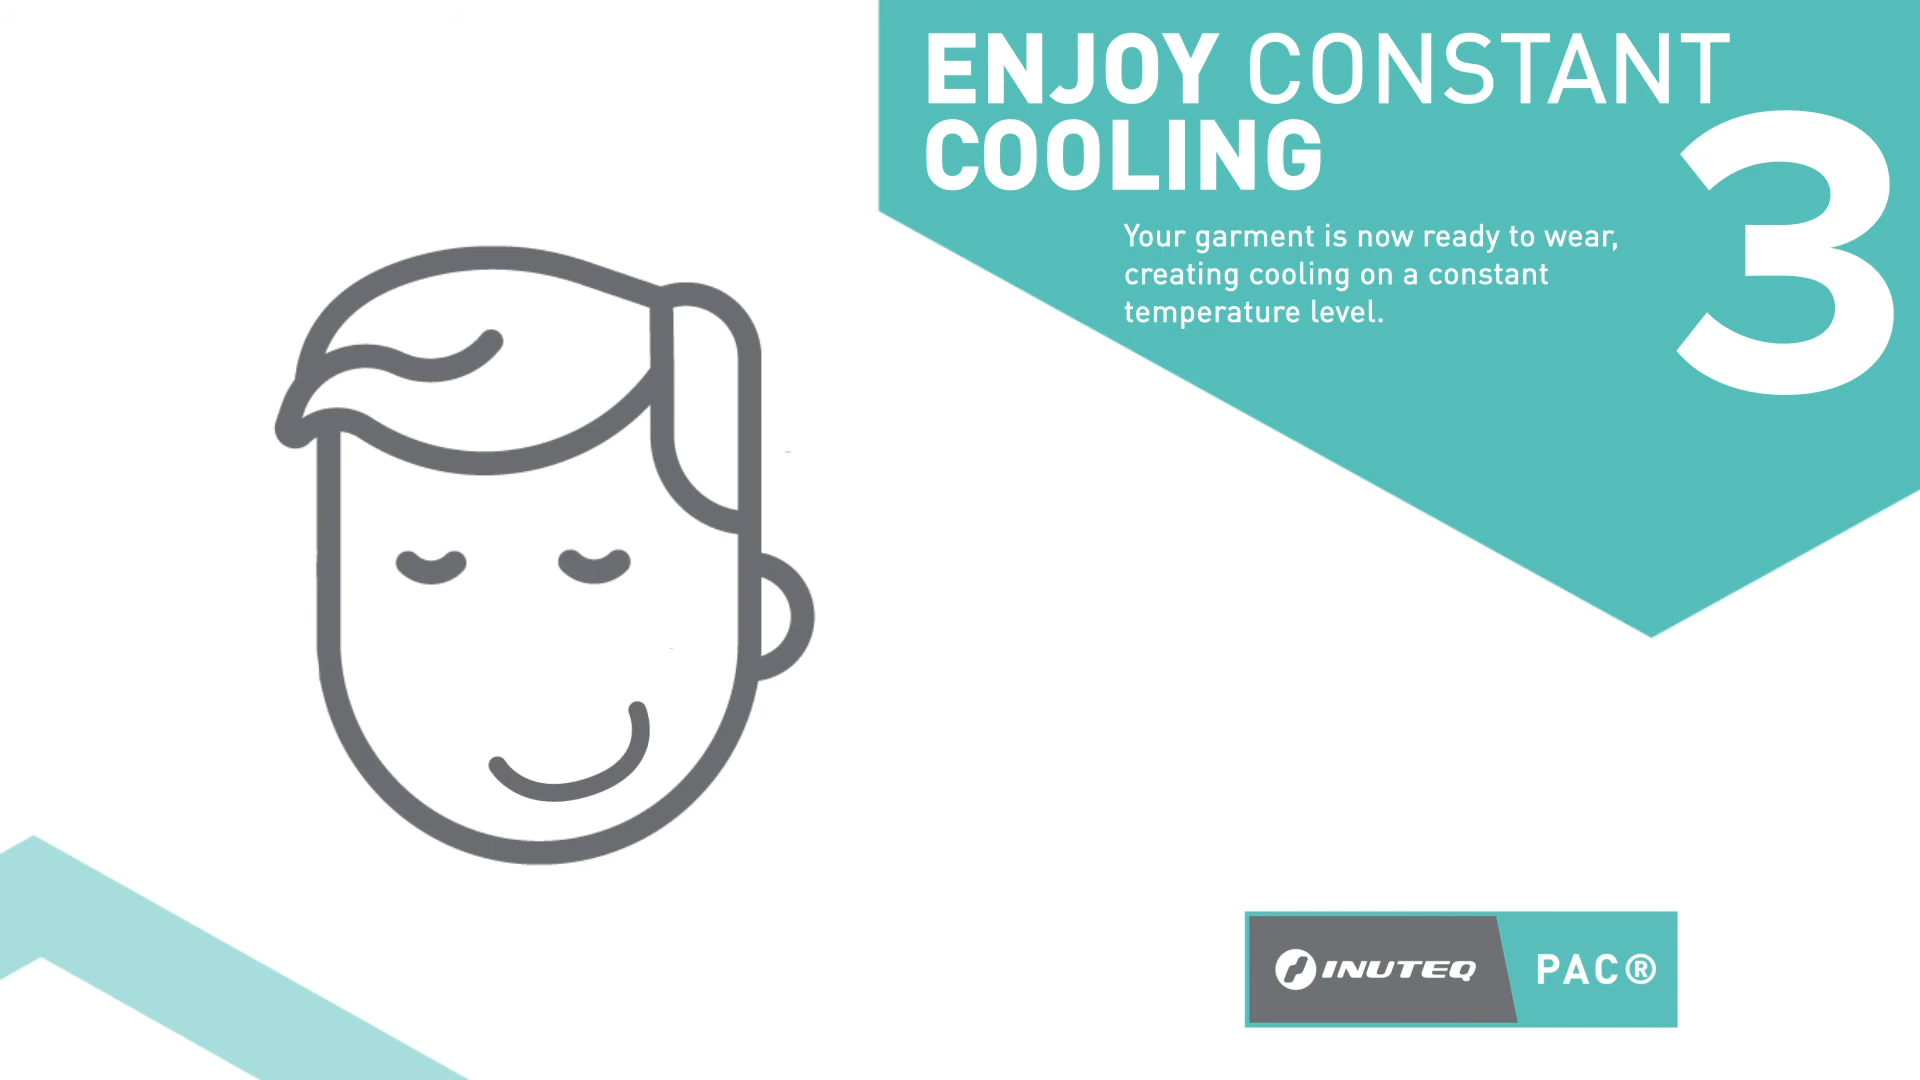 ENJOY CONSTANT
COOLING
3
Your garment is now ready to wear,
creating cooling on a constant
temperature level.
INUTEQ PAC®